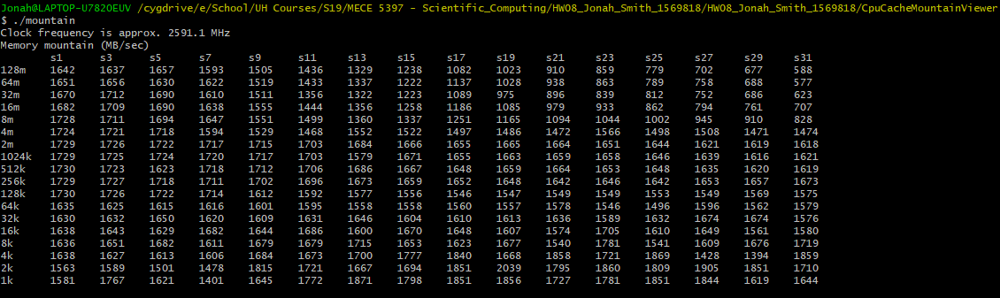 Jonah@LAPTOP-U782OEUV /cygdrive/e/School/UH Courses/S19/MECE 5397 - Scientific_Computing/HW08_Jonah_Smith_1569818/HW08_Jonah_Smith_1569818/CpuCacheMountainViewer
$ ./mountain
Clock frequency is approx. 2591.1 MHz
Memory mountain (MB/sec)
s1 s3 s5 s7 s9 s11 s13 s15 s17 s19 s21 s23 s25 s27 s29 s31
128m 1642 1637 1657 1593 1505 1436 1329 1238 1082 1023 910 859 779 702 677 588
64m 1651 1656 1630 1622 1519 1433 1337 1222 1137 1028 938 863 789 758 688 577
32m 1670 1712 1690 1610 1511 1356 1322 1223 1089 975 896 839 812 752 686 623
16m 1682 1709 1690 1638 1555 1444 1356 1258 1186 1085 979 933 862 794 761 707
8m 1728 1711 1694 1647 1551 1499 1360 1337 1251 1165 1094 1044 1002 945 910 828
4m 1724 1721 1718 1594 1529 1468 1552 1522 1497 1486 1472 1566 1498 1508 1471 1474
2m 1729 1726 1722 1717 1715 1703 1684 1666 1655 1665 1664 1651 1644 1621 1619 1618
1024k 1729 1725 1724 1720 1717 1703 1579 1671 1655 1663 1659 1658 1646 1639 1616 1621
512k 1730 1723 1623 1718 1712 1706 1686 1667 1648 1659 1664 1653 1648 1635 1620 1619
256k 1729 1727 1718 1711 1702 1696 1673 1659 1652 1648 1642 1646 1642 1653 1657 1673
128k 1730 1726 1722 1714 1612 1592 1577 1556 1546 1547 1549 1549 1553 1549 1569 1575
64k 1635 1625 1615 1616 1601 1595 1558 1558 1560 1557 1578 1546 1496 1596 1562 1579
32k 1630 1632 1650 1620 1609 1631 1646 1604 1610 1613 1636 1589 1632 1674 1674 1576
16k 1638 1643 1629 1682 1644 1686 1600 1670 1648 1607 1574 1705 1610 1649 1561 1580
8k 1636 1651 1682 1611 1679 1679 1715 1653 1623 1677 1540 1781 1541 1609 1676 1719
4k 1638 1627 1613 1606 1684 1673 1700 1777 1840 1668 1858 1721 1869 1428 1394 1859
2k 1563 1589 1501 1478 1815 1721 1667 1694 1851 2039 1795 1860 1809 1905 1851 1710
1k 1581 1767 1621 1401 1645 1772 1871 1798 1851 1856 1727 1781 1851 1844 1619 1644